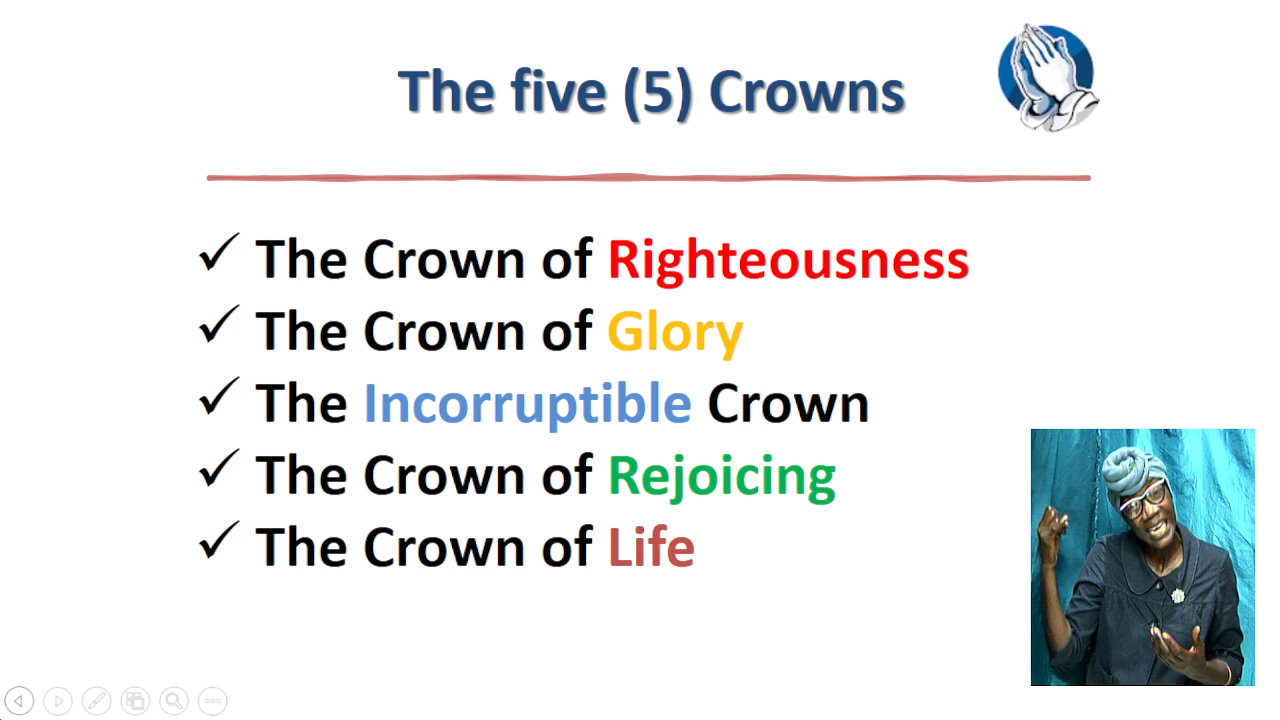 The five (5) Crowns
✓ The Crown of Righteousness
✓ The Crown of Glory
✓ The Incorruptible Crown
✓ The Crown of Rejoicing
✓ The Crown of Life